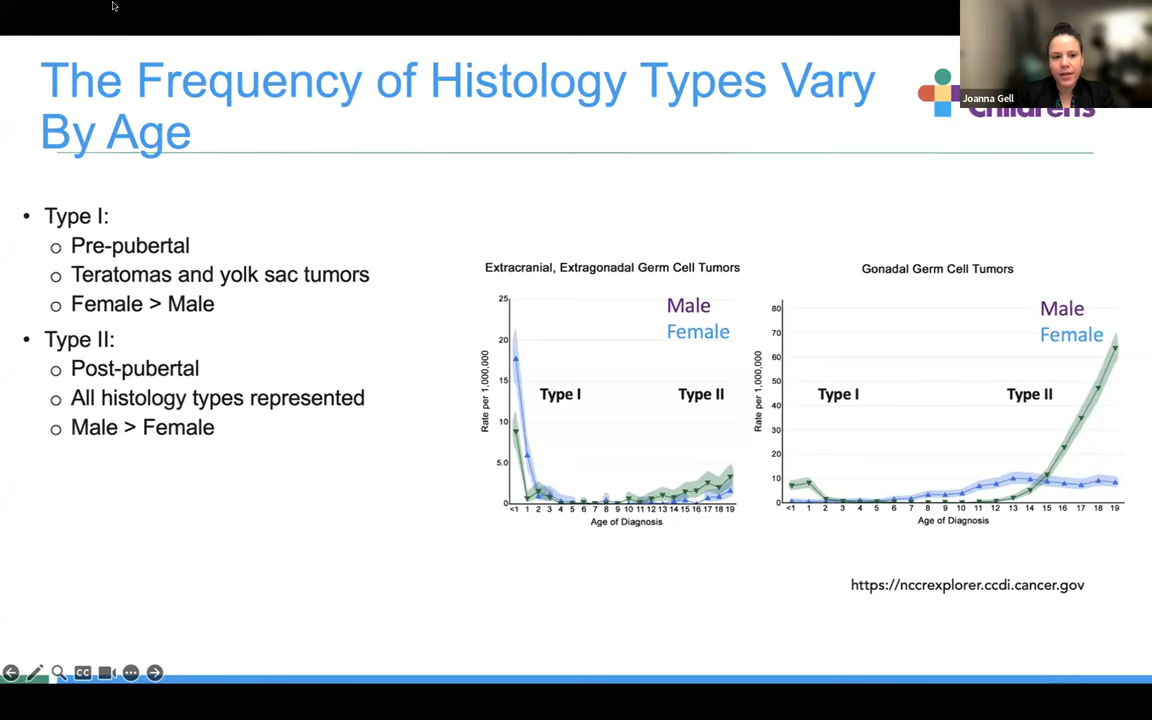 The Frequency of Histology Types Vary
By Age
Joanna Gell
Children's
• Type I:
o Pre-pubertal
o Teratomas and yolk sac tumors
o Female > Male
• Type II:
o Post-pubertal
o All histology types represented
o Male > Female
Extracranial, Extragonadal Germ Cell Tumors
Male
Female
Type I
Type II
Rate per 1,000,000
25
20
15
10
5.0
0
<1 1 2 3 4 5 6 7 8 9 10 11 12 13 14 15 16 17 18 19
Age of Diagnosis
Gonadal Germ Cell Tumors
Male
Female
Type I
Type II
Rate per 1,000,000
80
70
60
50
40
30
20
10
0
<1 1 2 3 4 5 6 7 8 9 10 11 12 13 14 15 16 17 18 19
Age of Diagnosis
https://nccrexplorer.ccdi.cancer.gov
CC